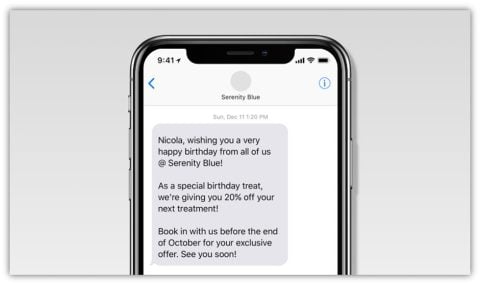 9:41
Serenity Blue
Sun, Dec 11 1:20 PM
Nicola, wishing you a very
happy birthday from all of us
@ Serenity Blue!
As a special birthday treat,
we're giving you 20% off your
next treatment!
Book in with us before the end
of October for your exclusive
offer. See you soon!